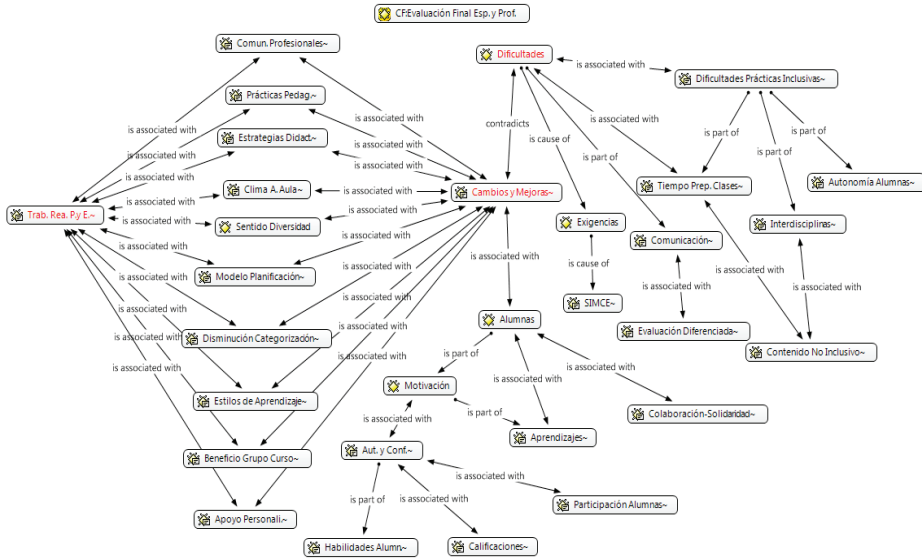 CF:Evaluación Final Esp. y Prof.
Comun. Profesionales~
Dificultades
is associated with
Dificultades Prácticas Inclusivas~
Prácticas Pedag.~
is associated with
is associated with
contradicts
is cause of
is associated with
is part of
is part of
is part of
Estrategias Didact.~
is associated with
is associated with
is part of
is associated with
is associated with
Clima A. Aula~
is associated with
Cambios y Mejoras~
Tiempo Prep. Clases~
Autonomía Alumnas~
is associated with
Trab. Rea. P.y E.~
is associated with
Sentido Diversidad
is associated with
Exigencias
Interdisciplinas~
Comunicación~
is associated with
Modelo Planificación~
is associated with
is associated with
is cause of
is associated with
is associated with
is associated with
is associated with
is associated with
SIMCE~
is associated with
Alumnas
Evaluación Diferenciada~
Disminución Categorización~
is associated with
is part of
Contenido No Inclusivo~
is associated with
is associated with
is associated with
Motivación
Estilos de Aprendizaje~
is part of
Colaboración-Solidaridad~
is associated with
Aprendizajes~
Aut. y Conf.~
Beneficio Grupo Curso~
is associated with
is part of
is associated with
Participación Alumnas~
Apoyo Personali.~
Habilidades Alumn~
Calificaciones~